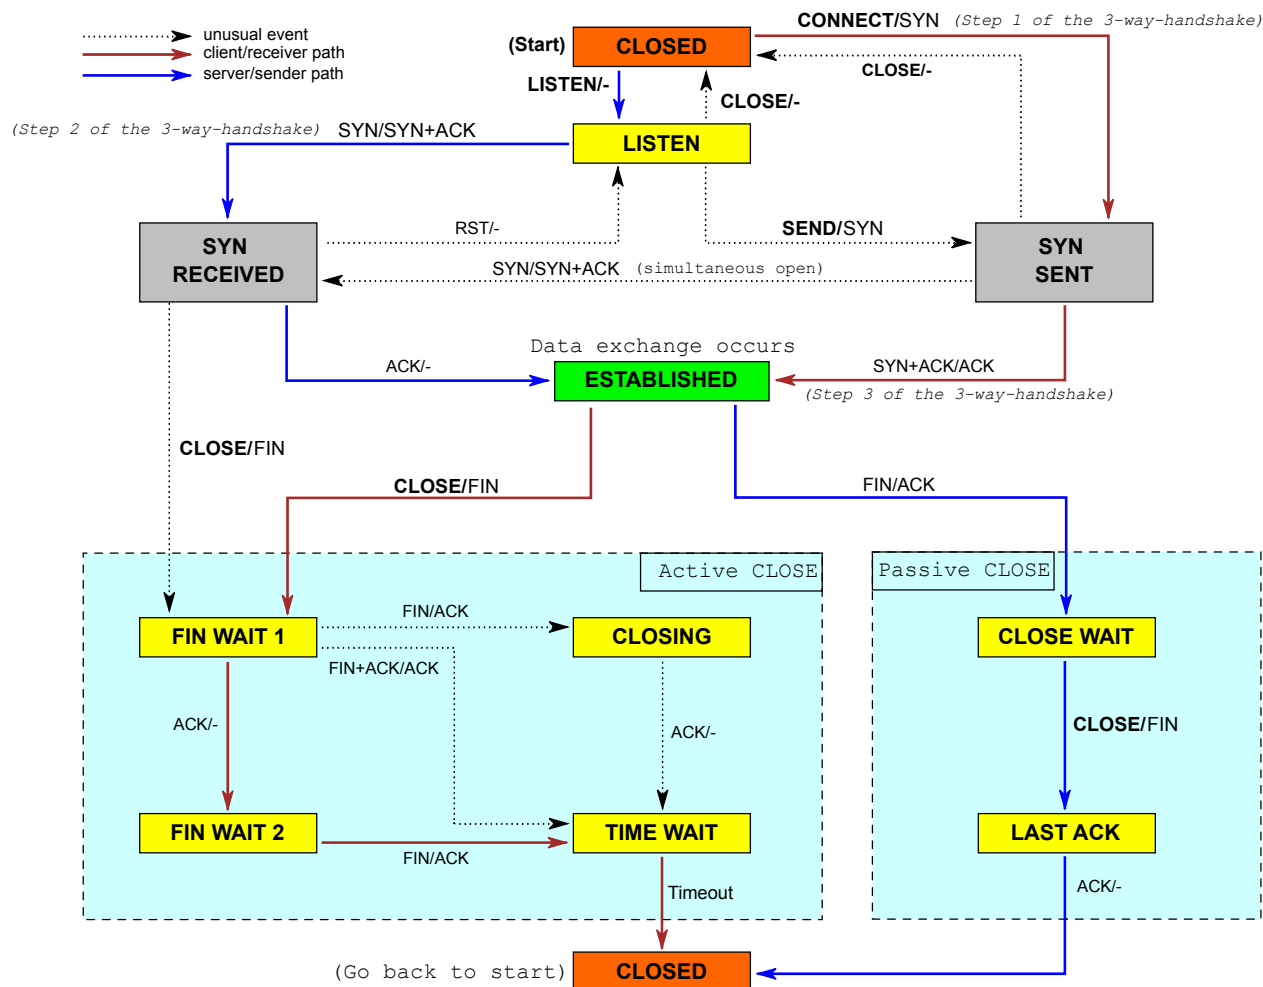 CONNECT/SYN (Step 1 of the 3-way-handshake)
unusual event
client/receiver path
server/sender path
(Start)
CLOSED
CLOSE/-
LISTEN/-
CLOSE/-
(Step 2 of the 3-way-handshake)
SYN/SYN+ACK
LISTEN
SYN
RECEIVED
RST/-
SEND/SYN
SYN
SENT
SYN/SYN+ACK (simultaneous open)
Data exchange occurs
ACK/-
ESTABLISHED
SYN+ACK/ACK
(Step 3 of the 3-way-handshake)
CLOSE/FIN
CLOSE/FIN
FIN/ACK
Active CLOSE
Passive CLOSE
FIN WAIT 1
FIN/ACK
CLOSING
CLOSE WAIT
FIN+ACK/ACK
ACK/-
ACK/-
CLOSE/FIN
FIN WAIT 2
TIME WAIT
LAST ACK
FIN/ACK
Timeout
ACK/-
(Go back to start)
CLOSED